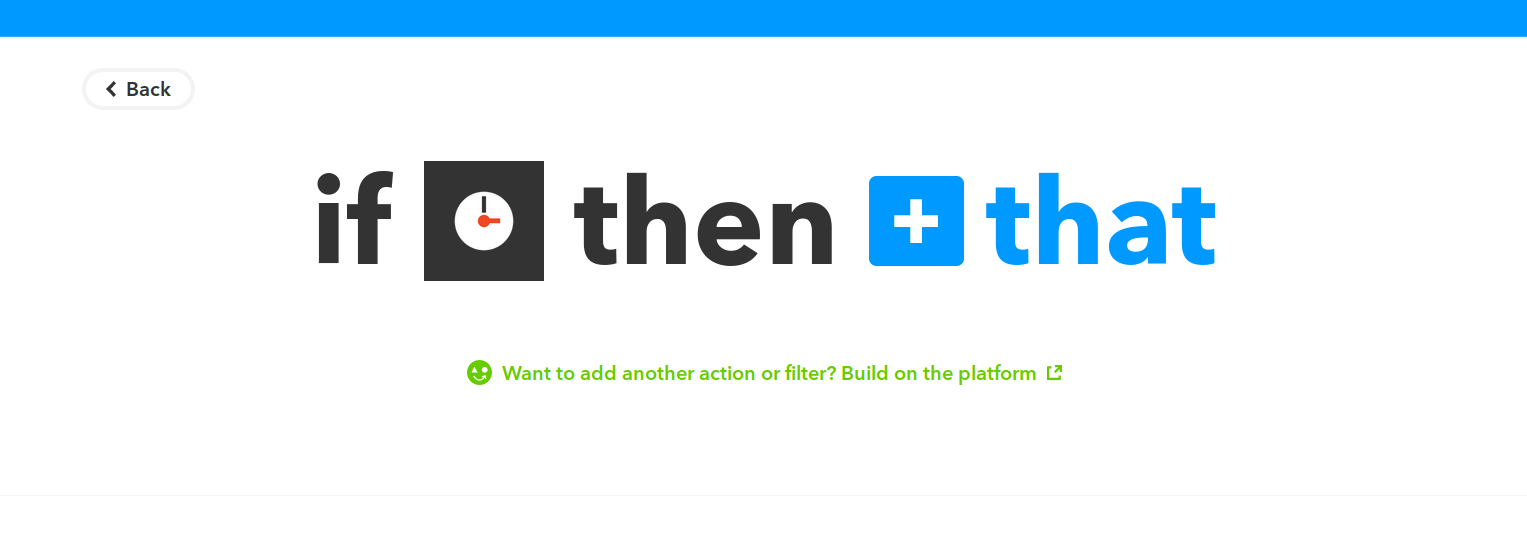 Back
if then that
Want to add another action or filter? Build on the platform